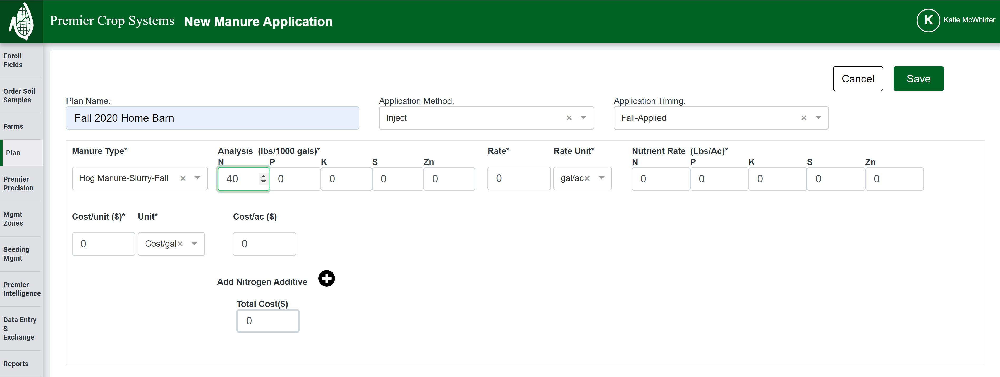 Premier Crop Systems New Manure Application
K Katie McWhirter
Enroll
Fields
Order Soil
Samples
Farms
Plan
Premier
Precision
Mgmt
Zones
Seeding
Mgmt
Premier
Intelligence
Data Entry
&
Exchange
Reports
Cancel Save
Plan Name: Application Method: Application Timing:
Fall 2020 Home Barn Inject × Fall-Applied ×
Manure Type* Analysis (lbs/1000 gals)* Rate* Rate Unit* Nutrient Rate (Lbs/Ac)*
N P K S Zn N P K S Zn
Hog Manure-Slurry-Fall × 40 0 0 0 0 0 gal/ac× 0 0 0 0 0
Cost/unit ($)* Unit* Cost/ac ($)
0 Cost/gal× 0
Add Nitrogen Additive
Total Cost($)
0